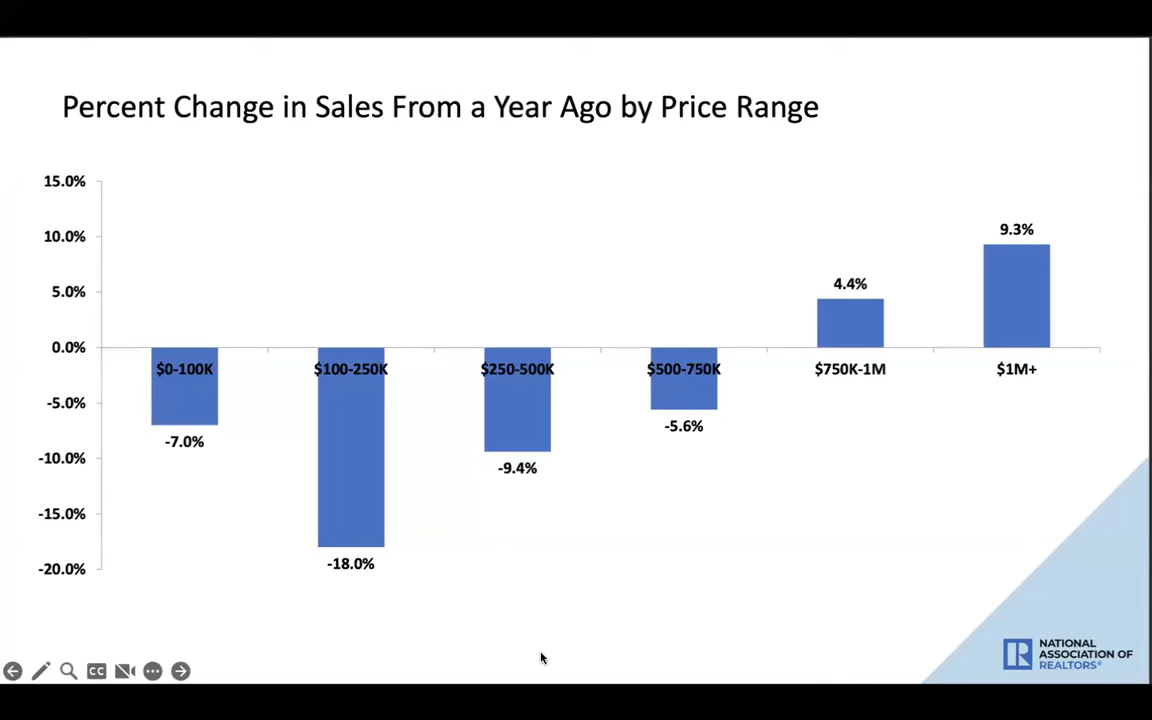 Percent Change in Sales From a Year Ago by Price Range
15.0%
10.0%
5.0%
0.0%
-5.0%
-10.0%
-15.0%
-20.0%
9.3%
4.4%
$0-100K $100-250K $250-500K $500-750K $750K-1M $1M+
-7.0%
-18.0%
-9.4%
-5.6%
CC
NATIONAL
ASSOCIATION OF
REALTORS®